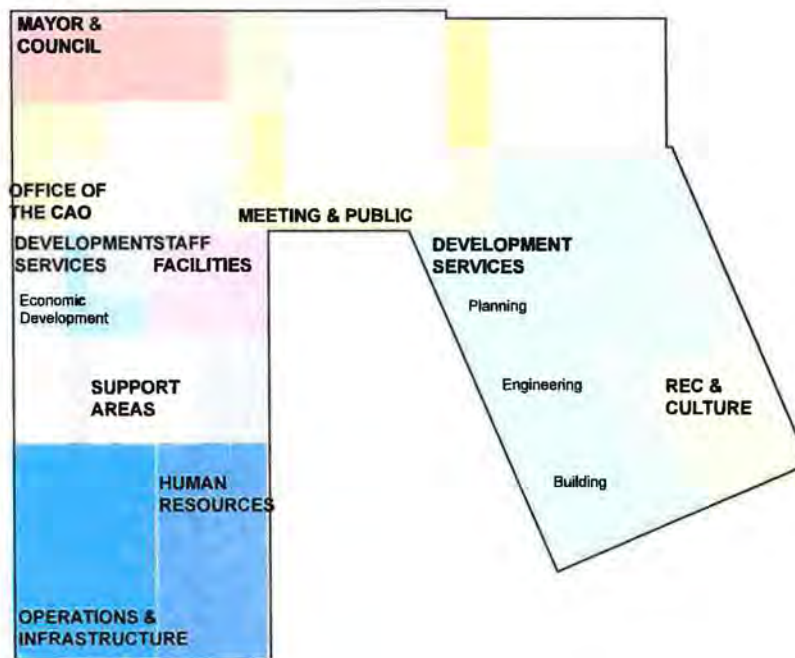 MAYOR &
COUNCIL
OFFICE OF
THE CAO
MEETING & PUBLIC
DEVELOPMENT
SERVICES
STAFF
FACILITIES
Economic
Development
DEVELOPMENT
SERVICES
Planning
Engineering
Building
REC &
CULTURE
SUPPORT
AREAS
HUMAN
RESOURCES
OPERATIONS &
INFRASTRUCTURE